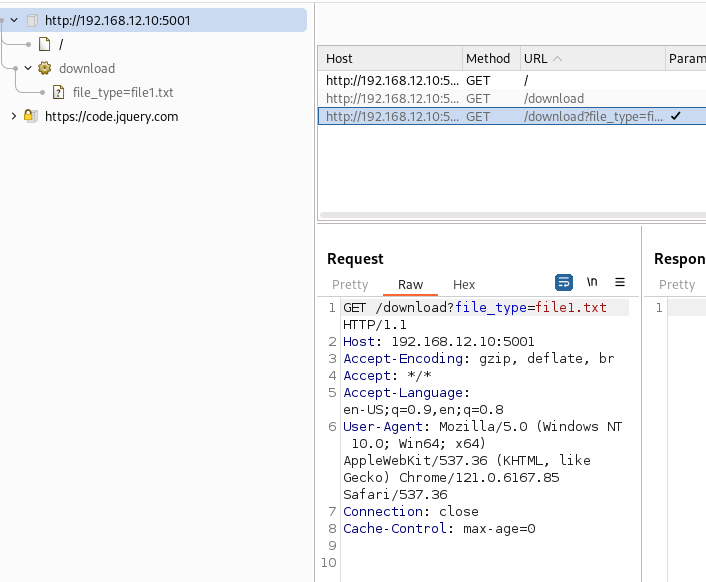 http://192.168.12.10:5001
/
download
file_type=file1.txt
https://code.jquery.com
Host Method URL Param
http://192.168.12.10:5... GET /
http://192.168.12.10:5... GET /download
http://192.168.12.10:5... GET /download?file_type=fi...
Request
Pretty Raw Hex \n
1 GET /download?file_type=file1.txt
HTTP/1.1
2 Host: 192.168.12.10:5001
3 Accept-Encoding: gzip, deflate, br
4 Accept: */*
5 Accept-Language:
en-US;q=0.9,en;q=0.8
6 User-Agent: Mozilla/5.0 (Windows NT
10.0; Win64; x64)
AppleWebKit/537.36 (KHTML, like
Gecko) Chrome/121.0.6167.85
Safari/537.36
7 Connection: close
8 Cache-Control: max-age=0
9
10
Respon
Pretty
1